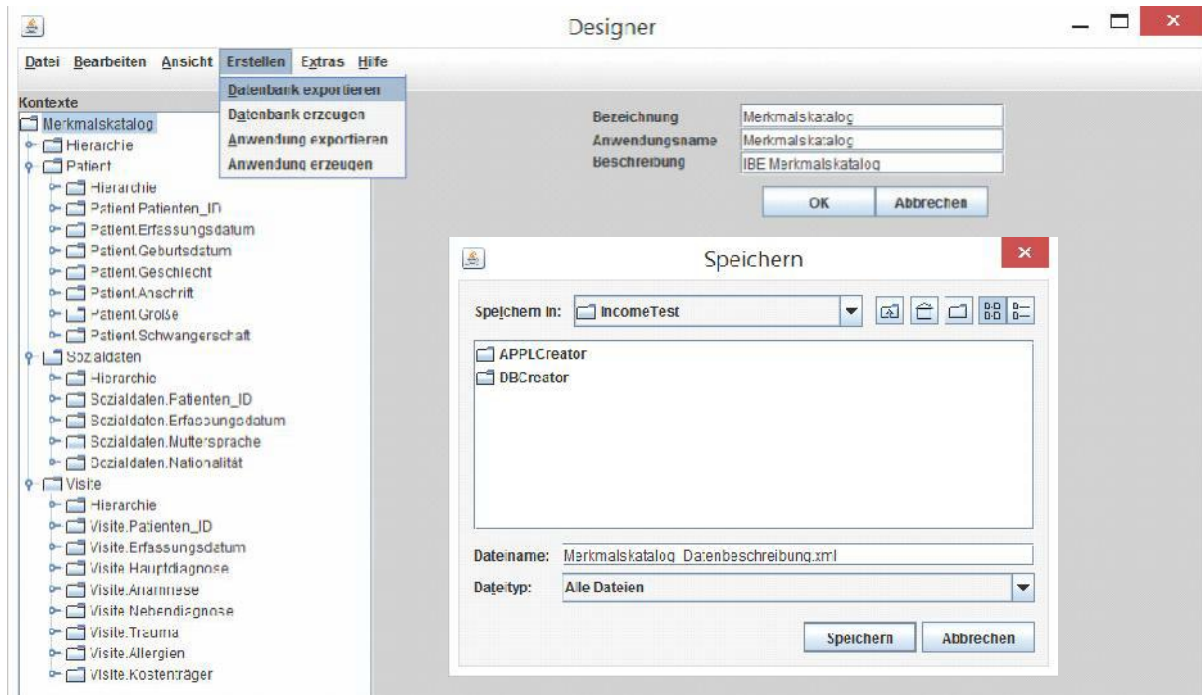 Designer
Datei Bearbeiten Ansicht Erstellen Extras Hilfe
Datenbank exportieren
Datenbank erzeugen
Anwendung exportieren
Anwendung erzeugen
Kontexte
Merkmalskatalog
Hierarchie
Patient
Hierarchie
Patient.Patienten_ID
Patient.Erfassungsdatum
Patient.Geburtsdatum
Patient.Geschlecht
Patient.Anschrift
Patient.Größe
Patient.Schwangerschaft
Sozialdaten
Hierarchie
Sozialdaten.Patienten_ID
Sozialdaten.Erfassungsdatum
Sozialdaten.Muttersprache
Sozialdaten.Nationalität
Visite
Hierarchie
Visite.Patienten_ID
Visite.Erfassungsdatum
Visite.Hauptdiagnose
Visite.Anamnese
Visite.Nebendiagnose
Visite.Trauma
Visite.Allergien
Visite.Kostenträger
Bezeichnung Merkmalskatalog
Anwendungsname Merkmalskatalog
Beschreibung IBE Merkmalskatalog
OK Abbrechen
Speichern
Speichern in: IncomeTest
APPLCreator
DBCreator
Dateiname: Merkmalskatalog_Datenbeschreibung.xml
Dateityp: Alle Dateien
Speichern Abbrechen